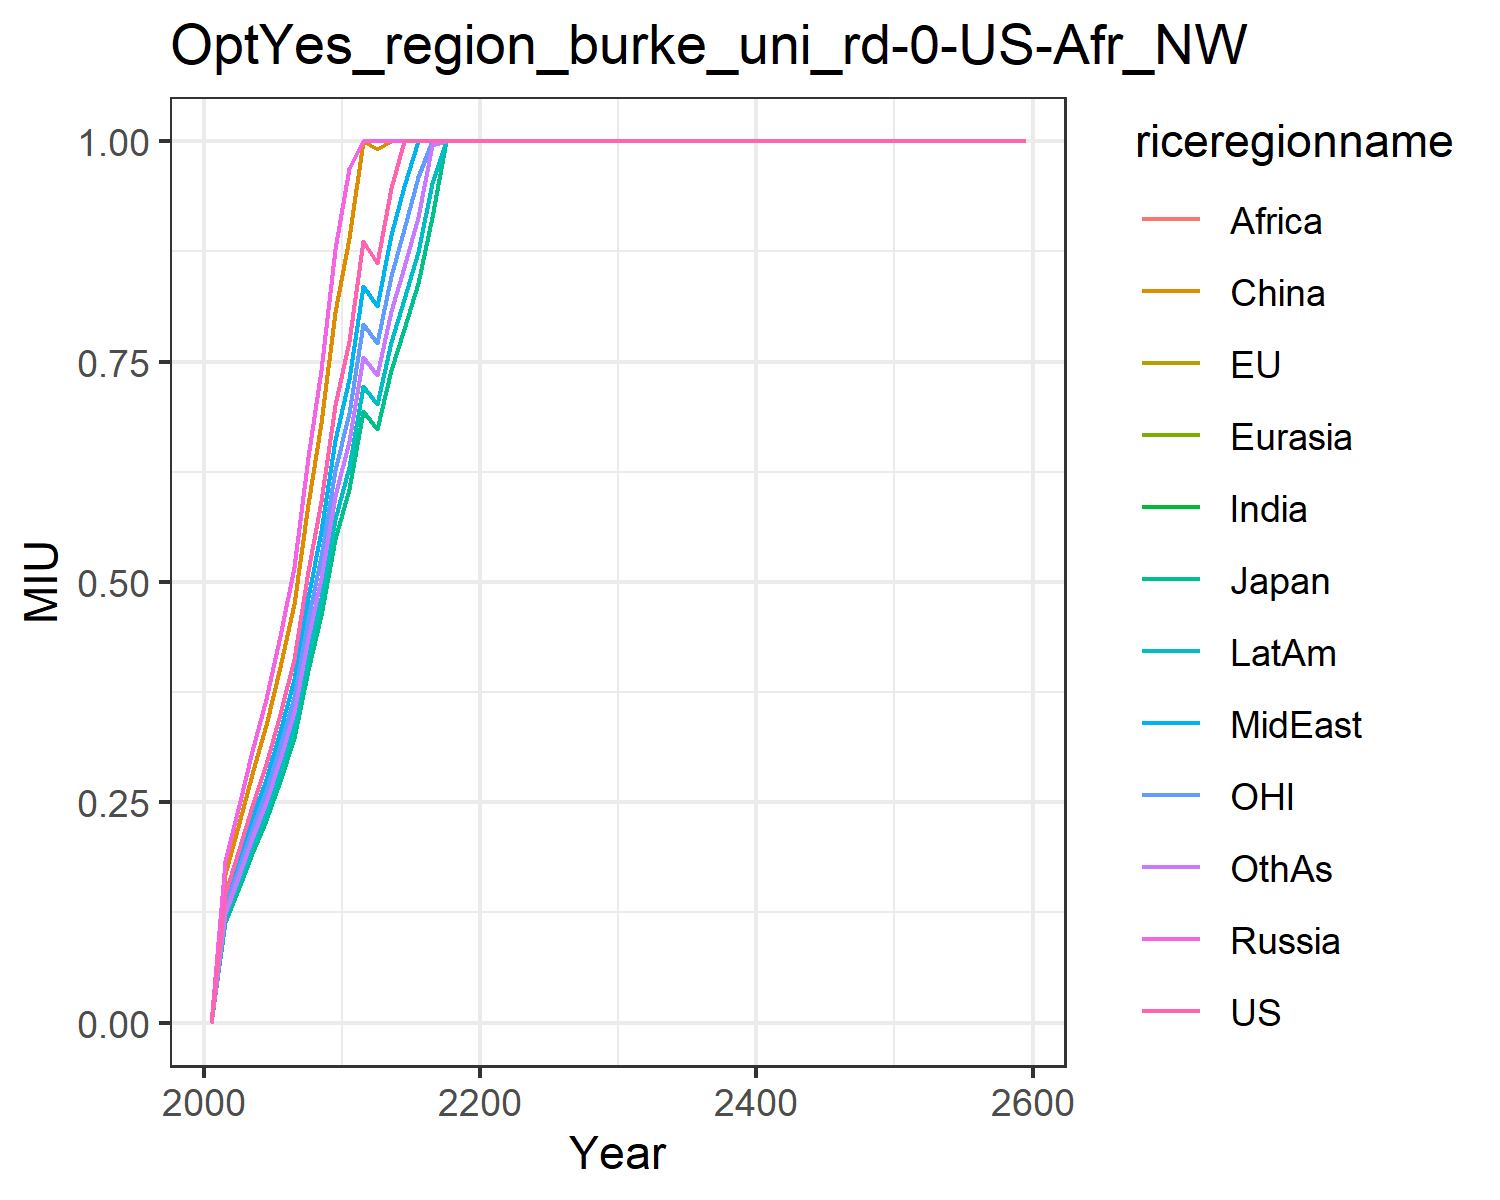 OptYes_region_burke_uni_rd-0-US-Afr_NW
MIU
1.00
0.75
0.50
0.25
0.00
2000
2200
2400
2600
Year
riceregionname
Africa
China
EU
Eurasia
India
Japan
LatAm
MidEast
OHI
OthAs
Russia
US